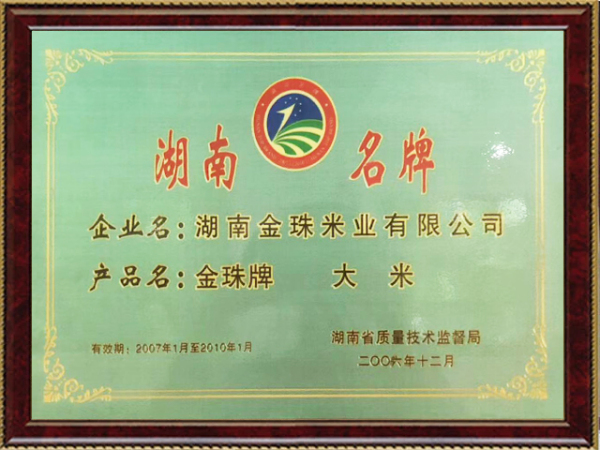 湖南 名牌
企业名：湖南金珠米业有限公司
产品名：金珠牌 大米
有效期：2007年1月至2010年1月
湖南省质量技术监督局
二〇〇六年十二月